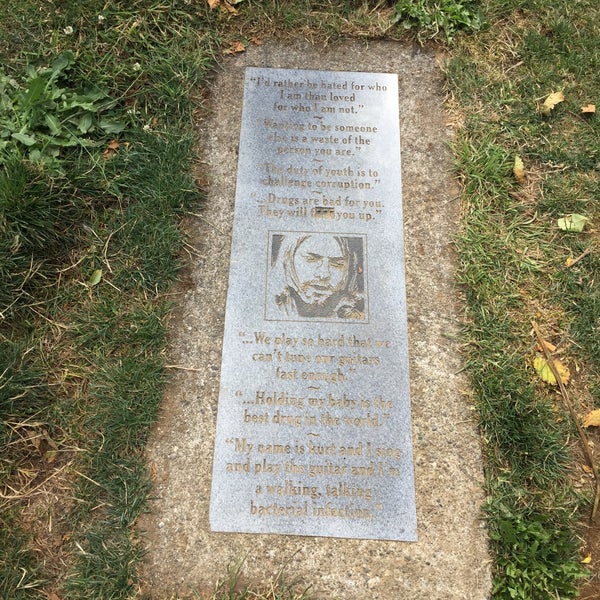 "I'd rather be hated for who
I am than loved
for who I am not."
~
"Wanting to be someone
else is a waste of the
person you are."
~
"The duty of youth is to
challenge corruption."
~
"...Drugs are bad for you.
They will you up."
"...We play so hard that we
can't tune our guitars
fast enough."
~
"...Holding my baby is the
best drug in the world."
~
"My name is Kurt and I sing
and play the guitar and I'm
a walking, talking
bacterial infection."